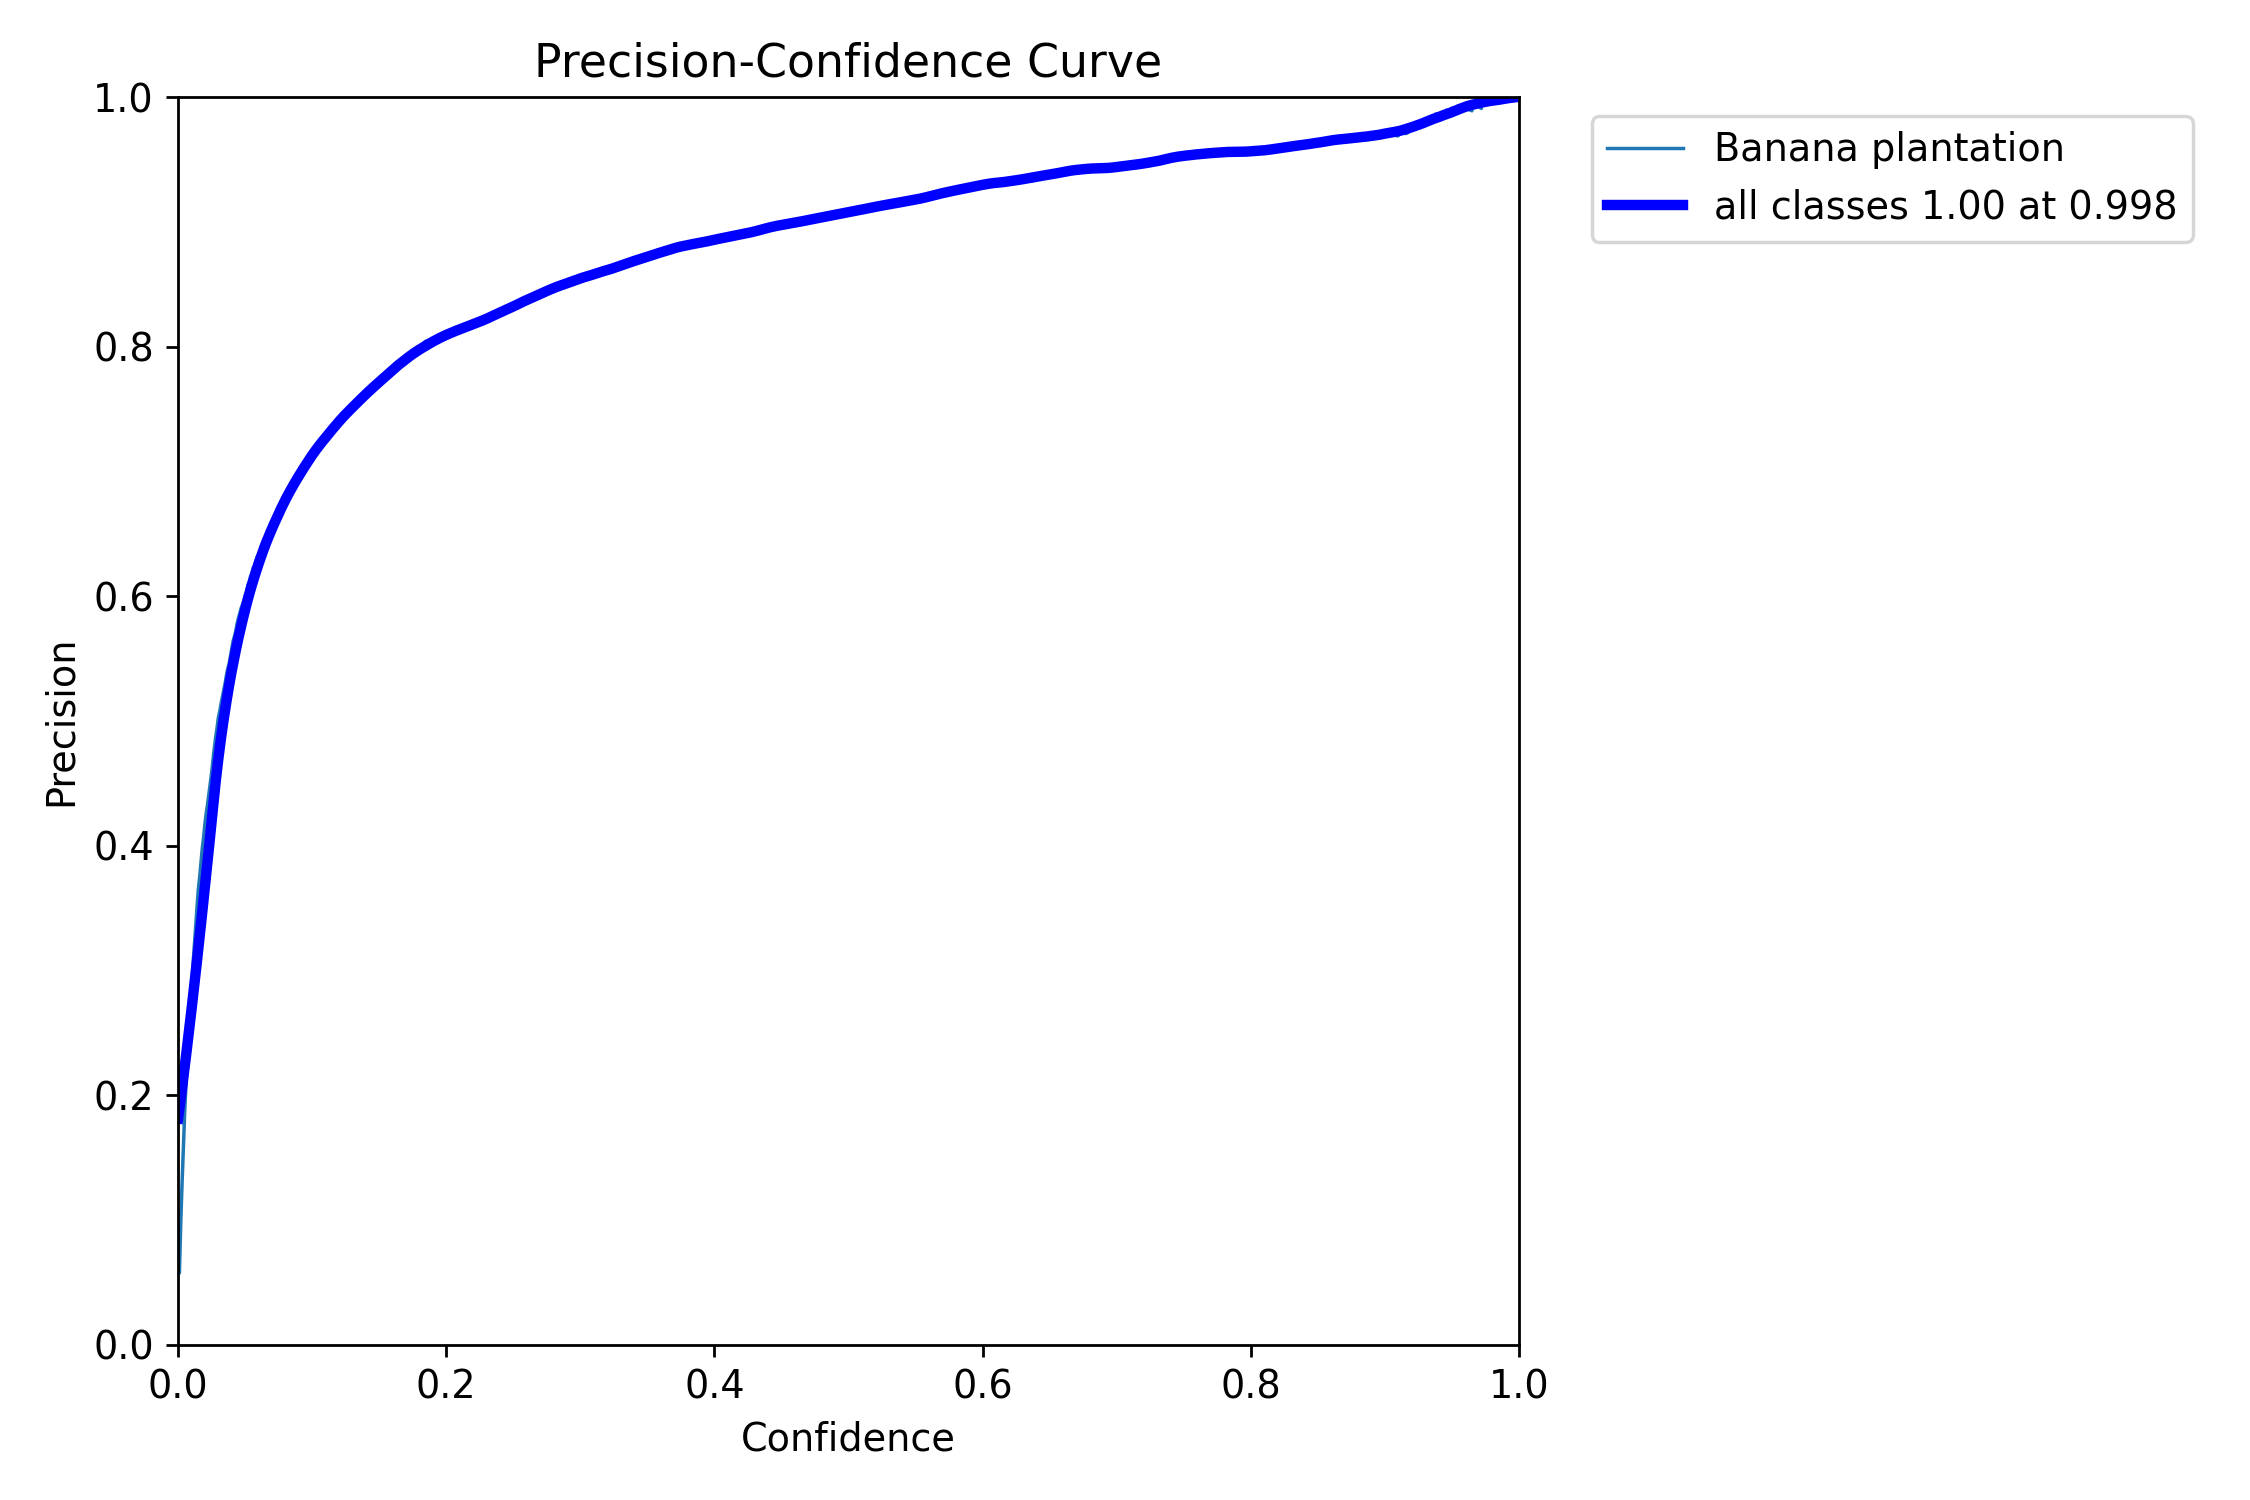 Precision-Confidence Curve
1.0
0.8
0.6
0.4
0.2
0.0
Precision
0.0 0.2 0.4 0.6 0.8 1.0
Confidence
Banana plantation
all classes 1.00 at 0.998